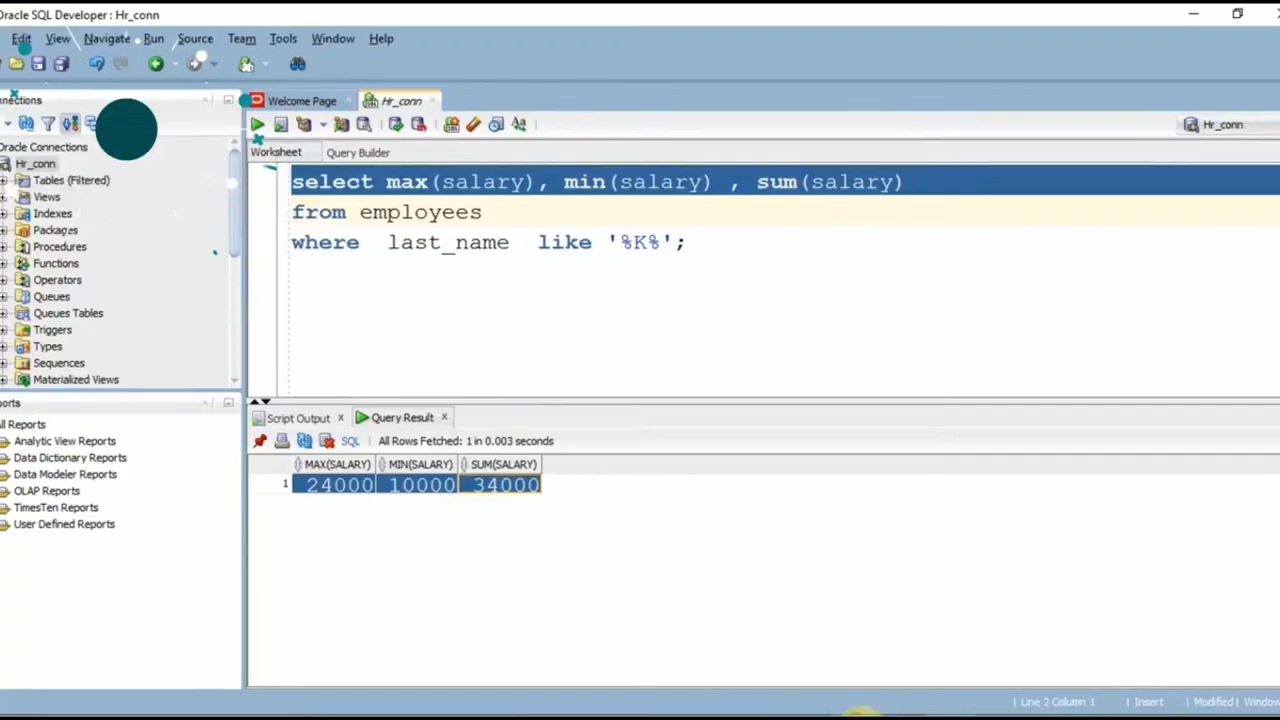 Oracle SQL Developer : Hr_conn
Edit View Navigate Run Source Team Tools Window Help
nnections
Welcome Page
Hr_conn
Hr_conn
Worksheet
Query Builder
Oracle Connections
Hr_conn
Tables (Filtered)
Views
Indexes
Packages
Procedures
Functions
Operators
Queues
Queues Tables
Triggers
Types
Sequences
Materialized Views
select max(salary), min(salary) , sum(salary)
from employees
where last_name like '%K%';
orts
All Reports
Analytic View Reports
Data Dictionary Reports
Data Modeler Reports
OLAP Reports
TimesTen Reports
User Defined Reports
Script Output
Query Result
SQL | All Rows Fetched: 1 in 0.003 seconds
MAX(SALARY) MIN(SALARY) SUM(SALARY)
1 24000 10000 34000
| Line 2 Column 1 | Insert | Modified | Window